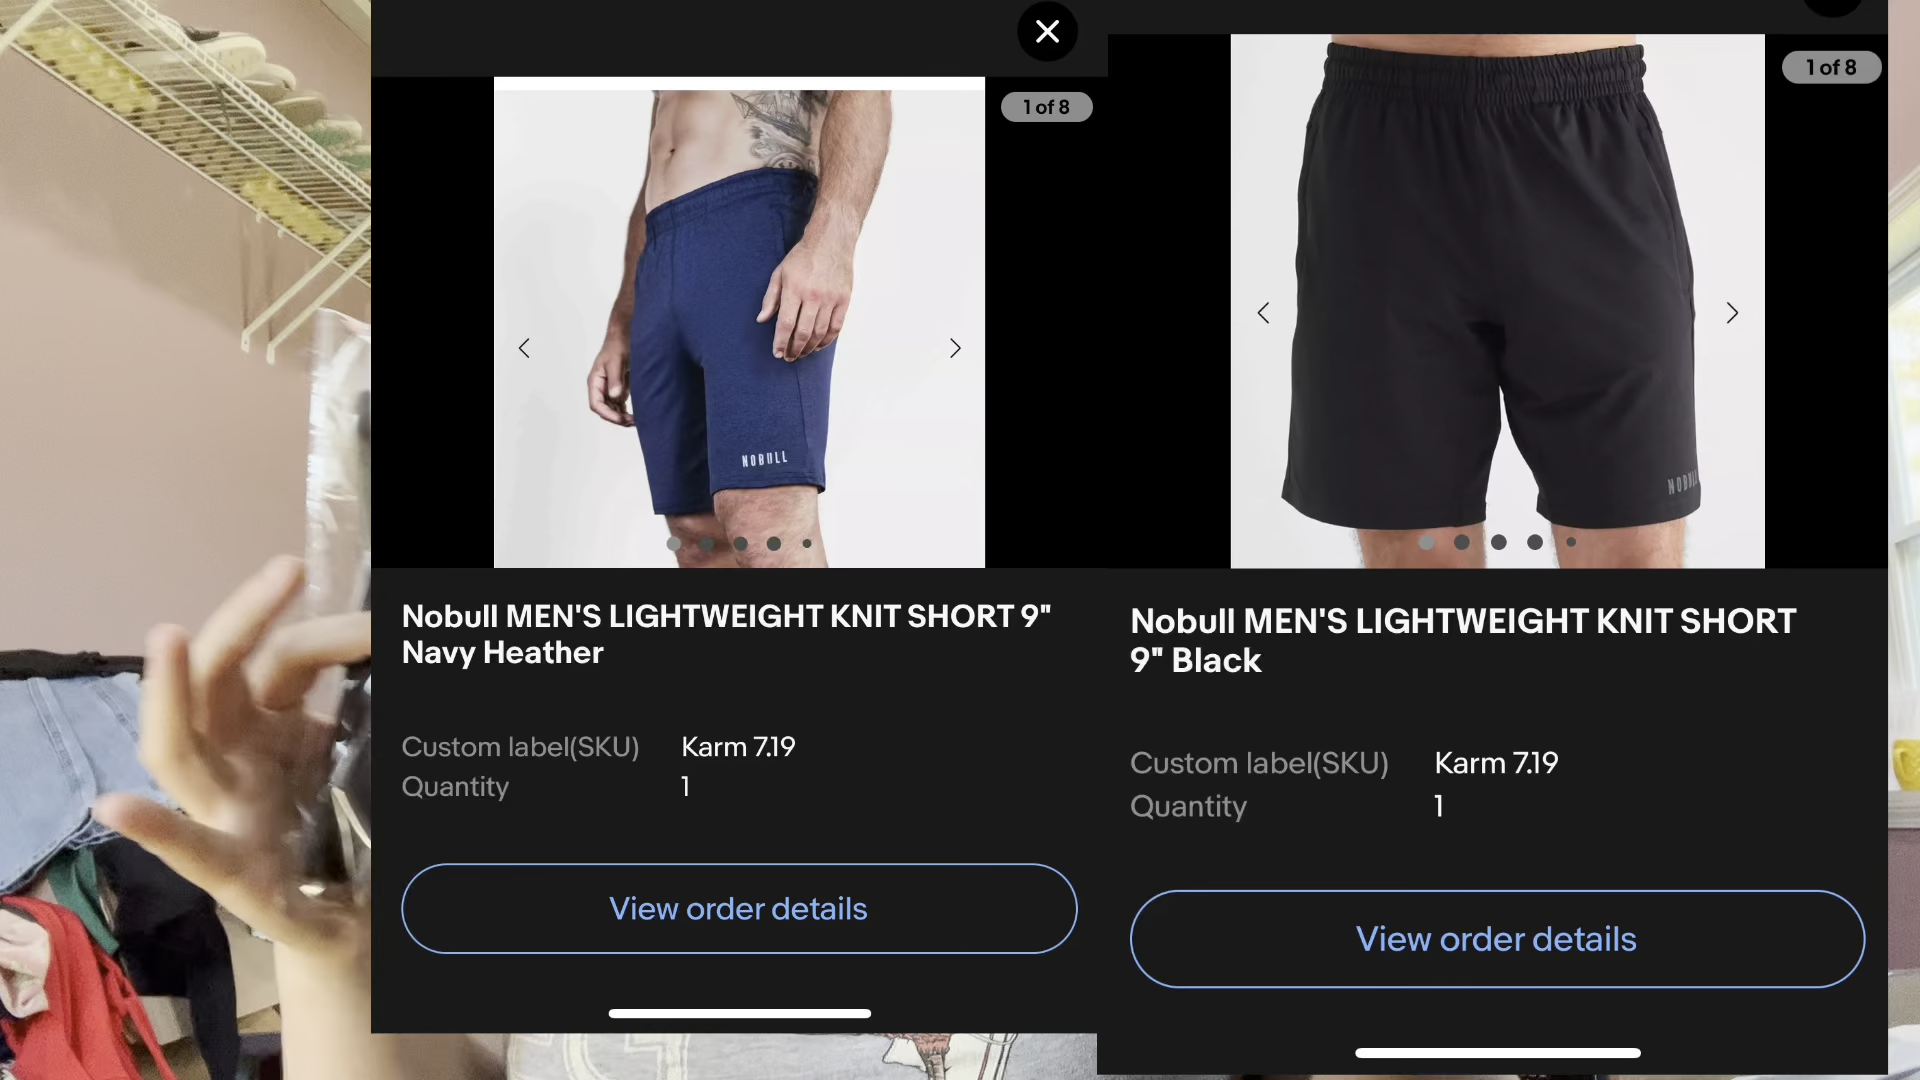 1 of 8
NOBULL
Nobull MEN'S LIGHTWEIGHT KNIT SHORT 9"
Navy Heather
Custom label(SKU) Karm 7.19
Quantity 1
View order details
1 of 8
NOBULL
Nobull MEN'S LIGHTWEIGHT KNIT SHORT
9" Black
Custom label(SKU) Karm 7.19
Quantity 1
View order details